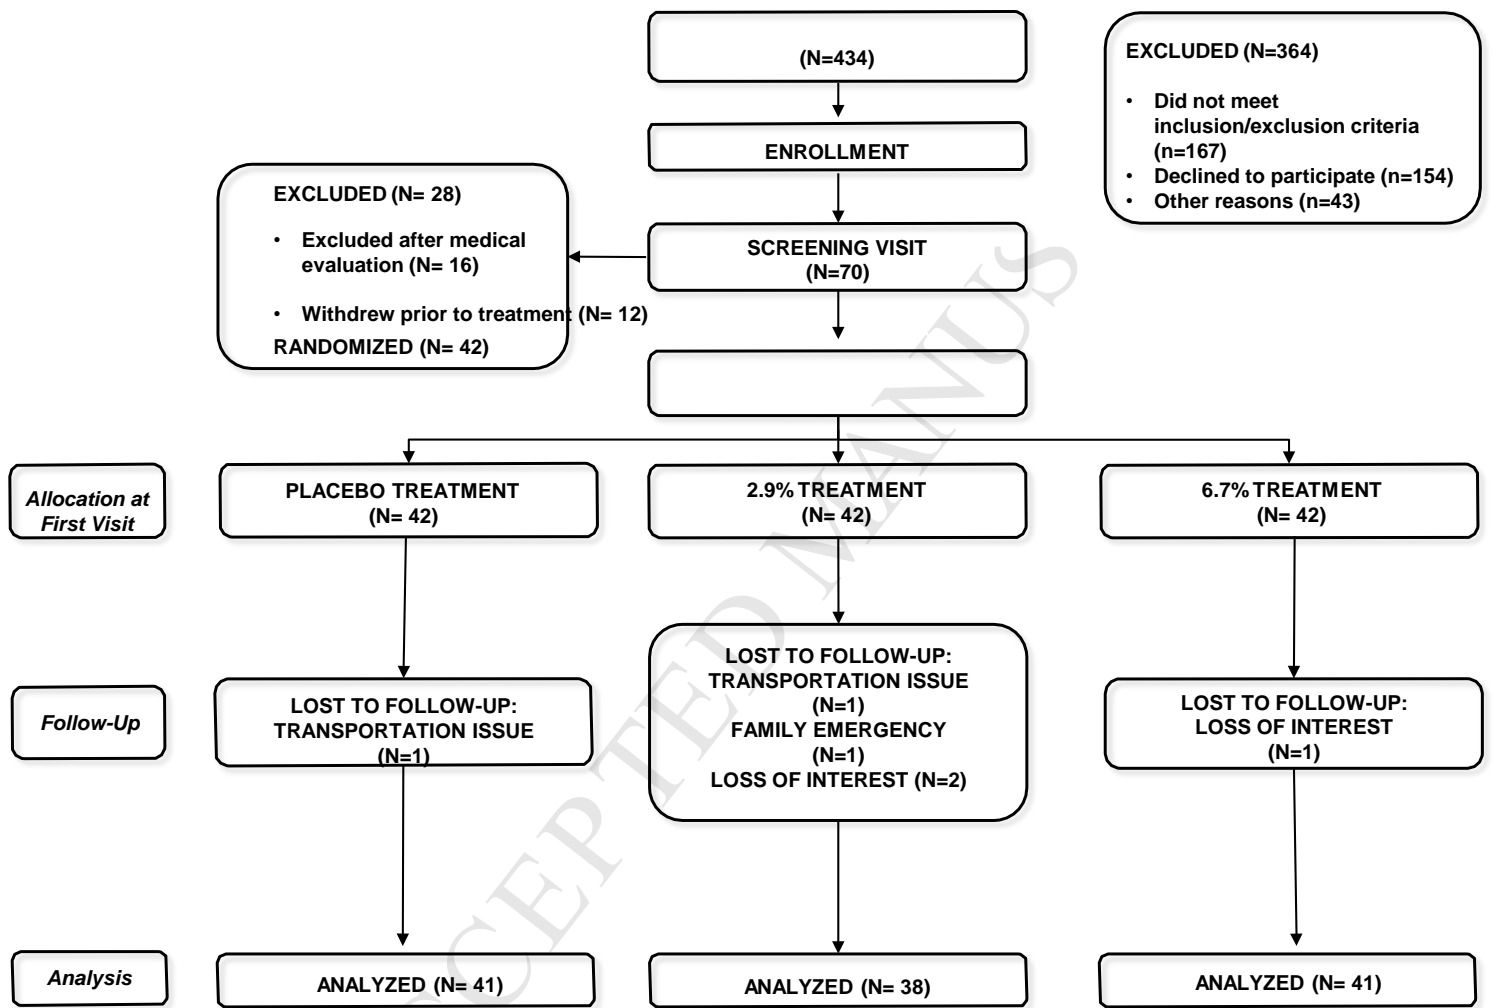 (N=434)
EXCLUDED (N=364)
• Did not meet
inclusion/exclusion criteria
(n=167)
• Declined to participate (n=154)
• Other reasons (n=43)
ENROLLMENT
EXCLUDED (N= 28)
• Excluded after medical
evaluation (N= 16)
• Withdrew prior to treatment (N= 12)
RANDOMIZED (N= 42)
SCREENING VISIT
(N=70)
Allocation at
First Visit
PLACEBO TREATMENT
(N= 42)
2.9% TREATMENT
(N= 42)
6.7% TREATMENT
(N= 42)
Follow-Up
LOST TO FOLLOW-UP:
TRANSPORTATION ISSUE
(N=1)
LOST TO FOLLOW-UP:
TRANSPORTATION ISSUE
(N=1)
FAMILY EMERGENCY
(N=1)
LOSS OF INTEREST (N=2)
LOST TO FOLLOW-UP:
LOSS OF INTEREST
(N=1)
Analysis
ANALYZED (N= 41)
ANALYZED (N= 38)
ANALYZED (N= 41)
CCEPTED MANUS